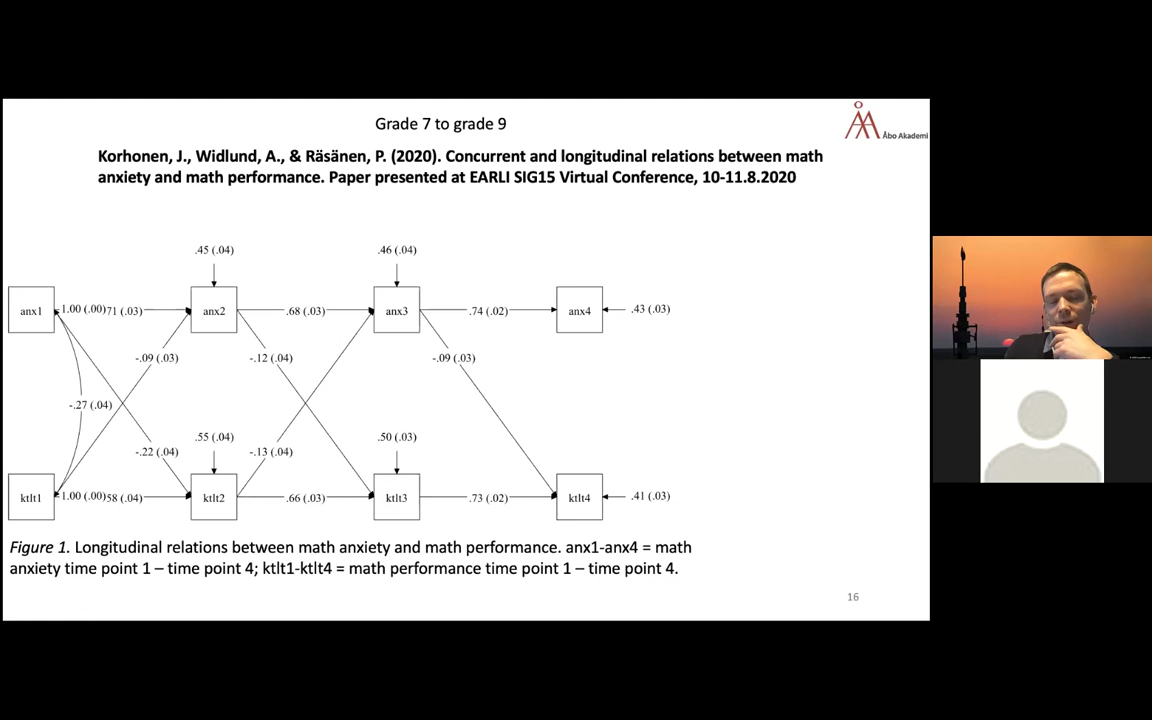 Grade 7 to grade 9
Åbo Akademi
Korhonen, J., Widlund, A., & Räsänen, P. (2020). Concurrent and longitudinal relations between math
anxiety and math performance. Paper presented at EARLI SIG15 Virtual Conference, 10-11.8.2020
.45 (.04)
.46 (.04)
anx1
1.00 (.00)
71 (.03)
anx2
.68 (.03)
anx3
.74 (.02)
anx4
.43 (.03)
-.09 (.03)
-.12 (.04)
-.09 (.03)
-.27 (.04)
.55 (.04)
.50 (.03)
-.22 (.04)
-.13 (.04)
ktlt1
1.00 (.00)
58 (.04)
ktlt2
.66 (.03)
ktlt3
.73 (.02)
ktlt4
.41 (.03)
Figure 1. Longitudinal relations between math anxiety and math performance. anx1-anx4 = math
anxiety time point 1 – time point 4; ktlt1-ktlt4 = math performance time point 1 – time point 4.
16